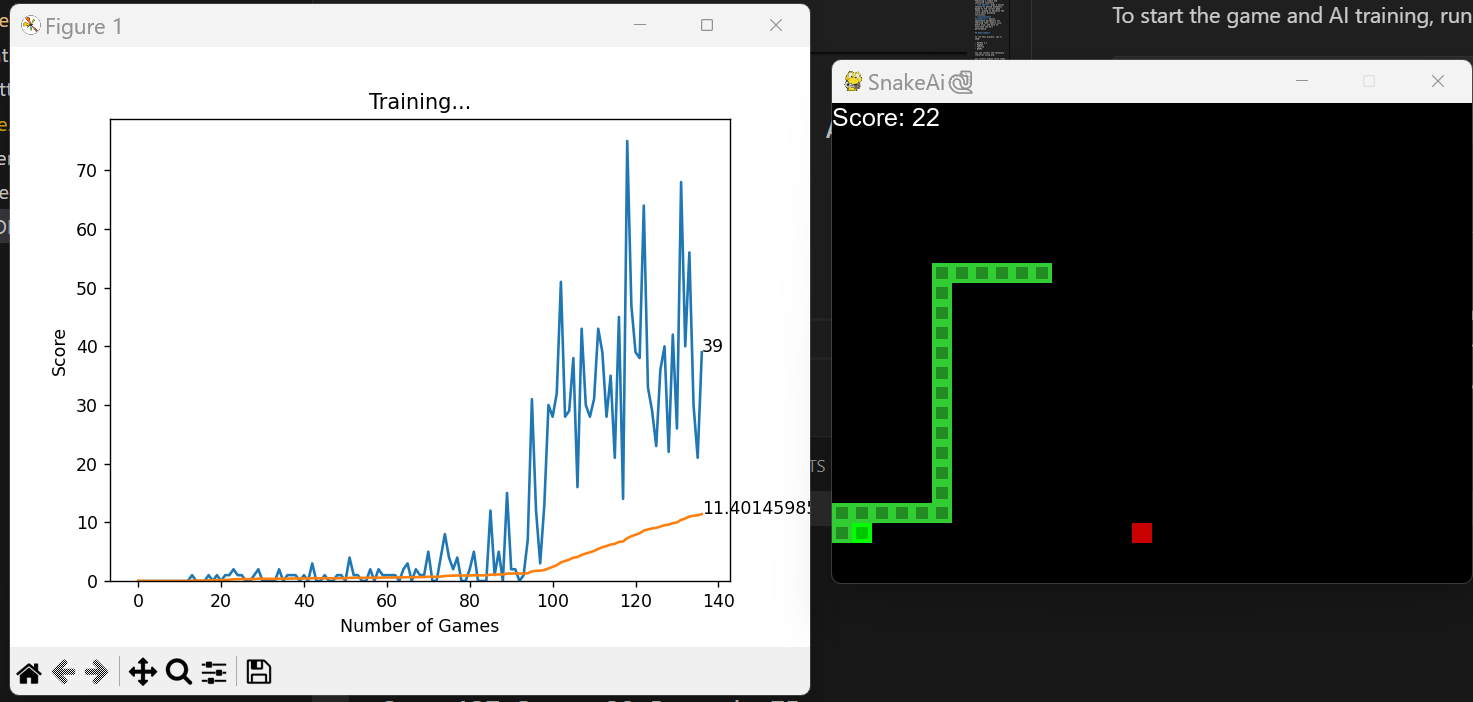 Figure 1
Training...
70
60
50
40
30
20
10
0
Score
39
11.40145985
0
20
40
60
80
100
120
140
Number of Games
To start the game and AI training, run
SnakeAi
Score: 22
TS